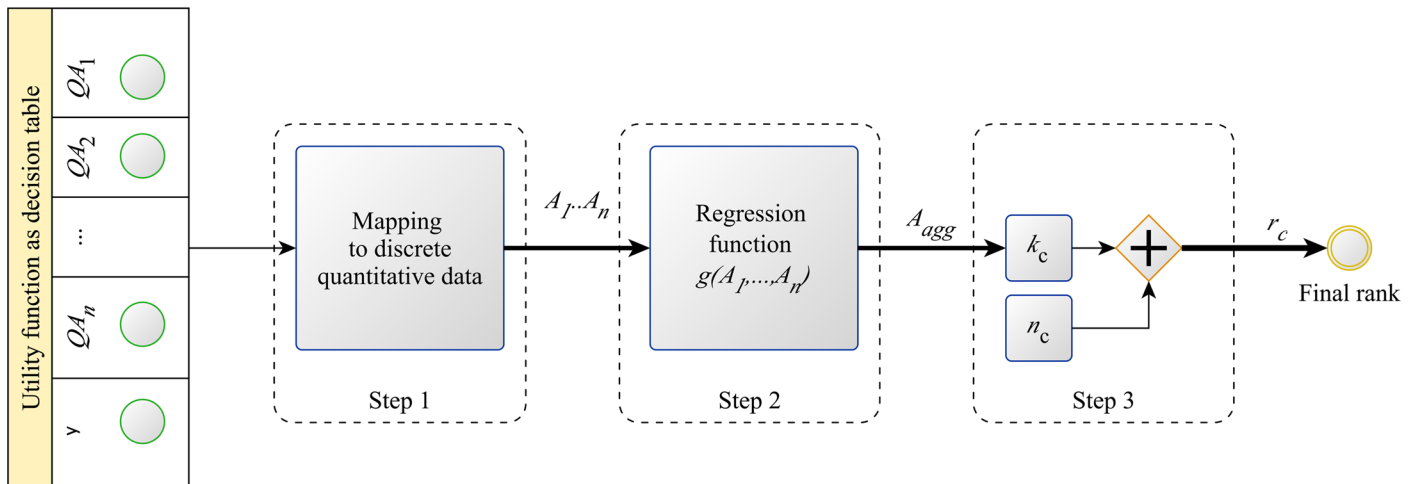 Utility function as decision table
QA1
QA2
...
QAn
y
Mapping
to discrete
quantitative data
Step 1
A1..An
Regression
function
g(A1,...,An)
Step 2
Aagg
kc
nc
+
Step 3
rc
Final rank